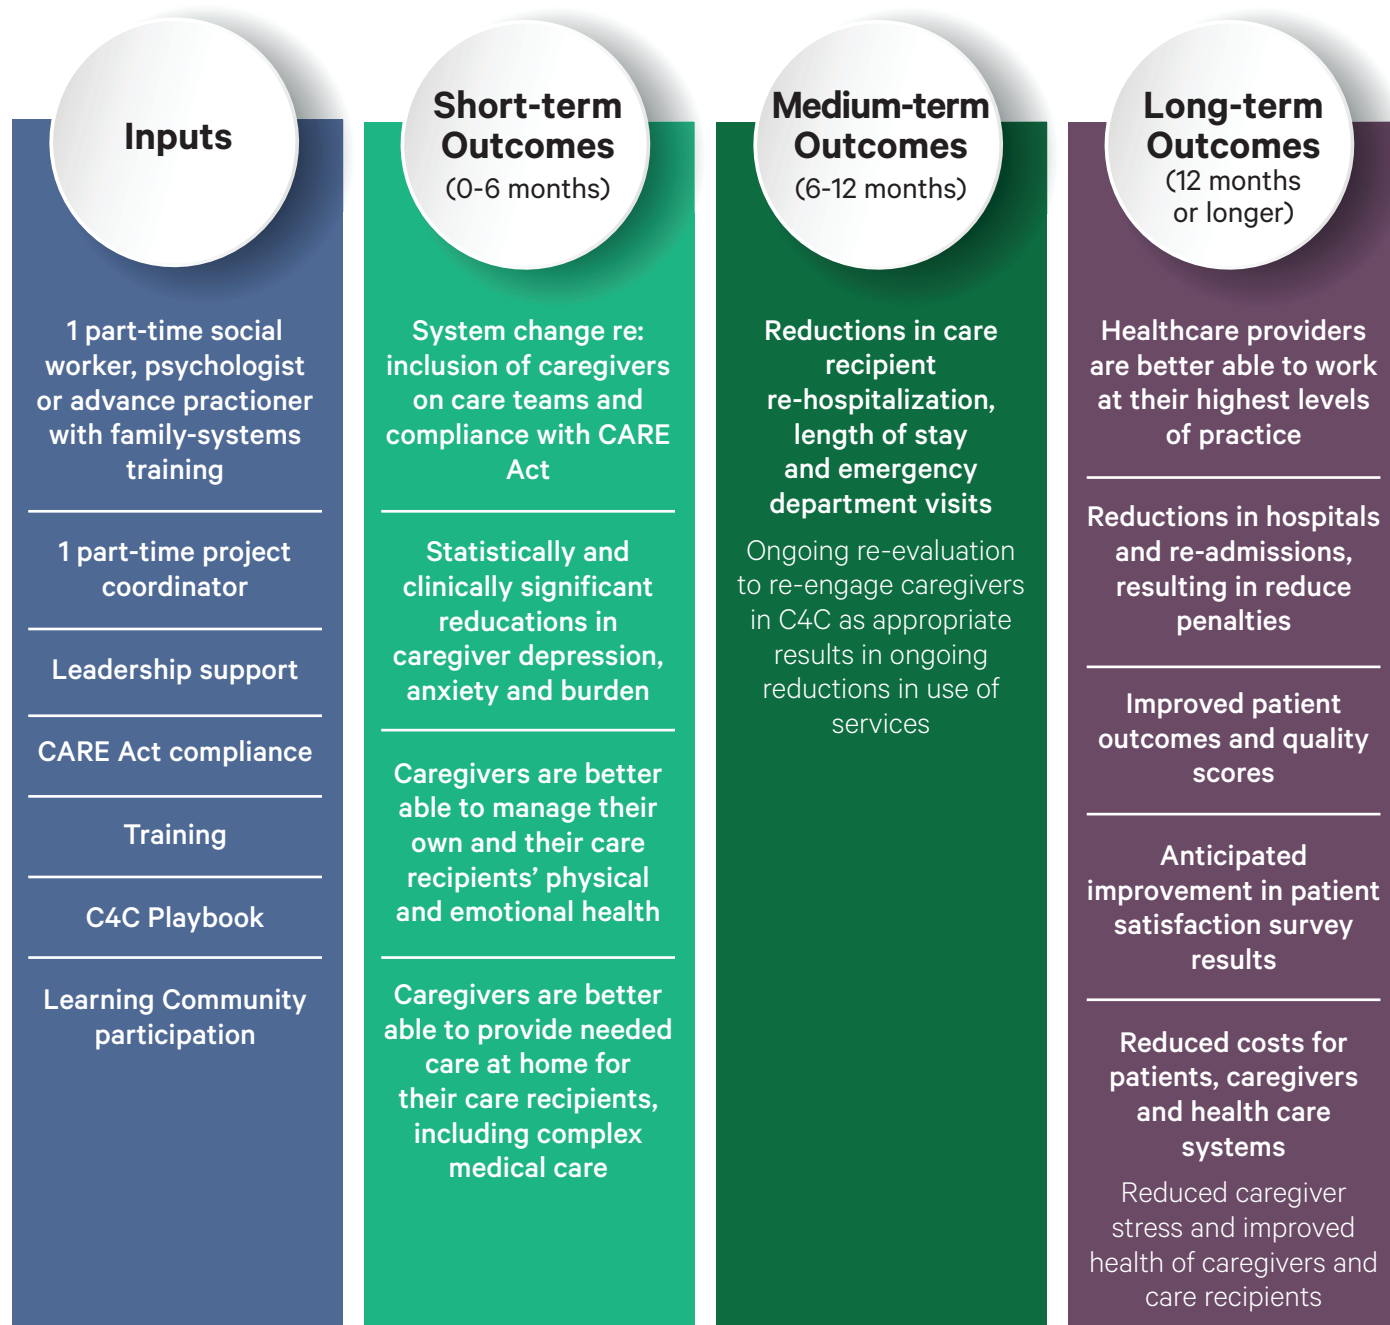 Inputs
1 part-time social
worker, psychologist
or advance practioner
with family-systems
training
1 part-time project
coordinator
Leadership support
CARE Act compliance
Training
C4C Playbook
Learning Community
participation
Short-term
Outcomes
(0-6 months)
System change re:
inclusion of caregivers
on care teams and
compliance with CARE
Act
Statistically and
clinically significant
reducations in
caregiver depression,
anxiety and burden
Caregivers are better
able to manage their
own and their care
recipients’ physical
and emotional health
Caregivers are better
able to provide needed
care at home for
their care recipients,
including complex
medical care
Medium-term
Outcomes
(6-12 months)
Reductions in care
recipient
re-hospitalization,
length of stay
and emergency
department visits
Ongoing re-evaluation
to re-engage caregivers
in C4C as appropriate
results in ongoing
reductions in use of
services
Long-term
Outcomes
(12 months
or longer)
Healthcare providers
are better able to work
at their highest levels
of practice
Reductions in hospitals
and re-admissions,
resulting in reduce
penalties
Improved patient
outcomes and quality
scores
Anticipated
improvement in patient
satisfaction survey
results
Reduced costs for
patients, caregivers
and health care
systems
Reduced caregiver
stress and improved
health of caregivers and
care recipients